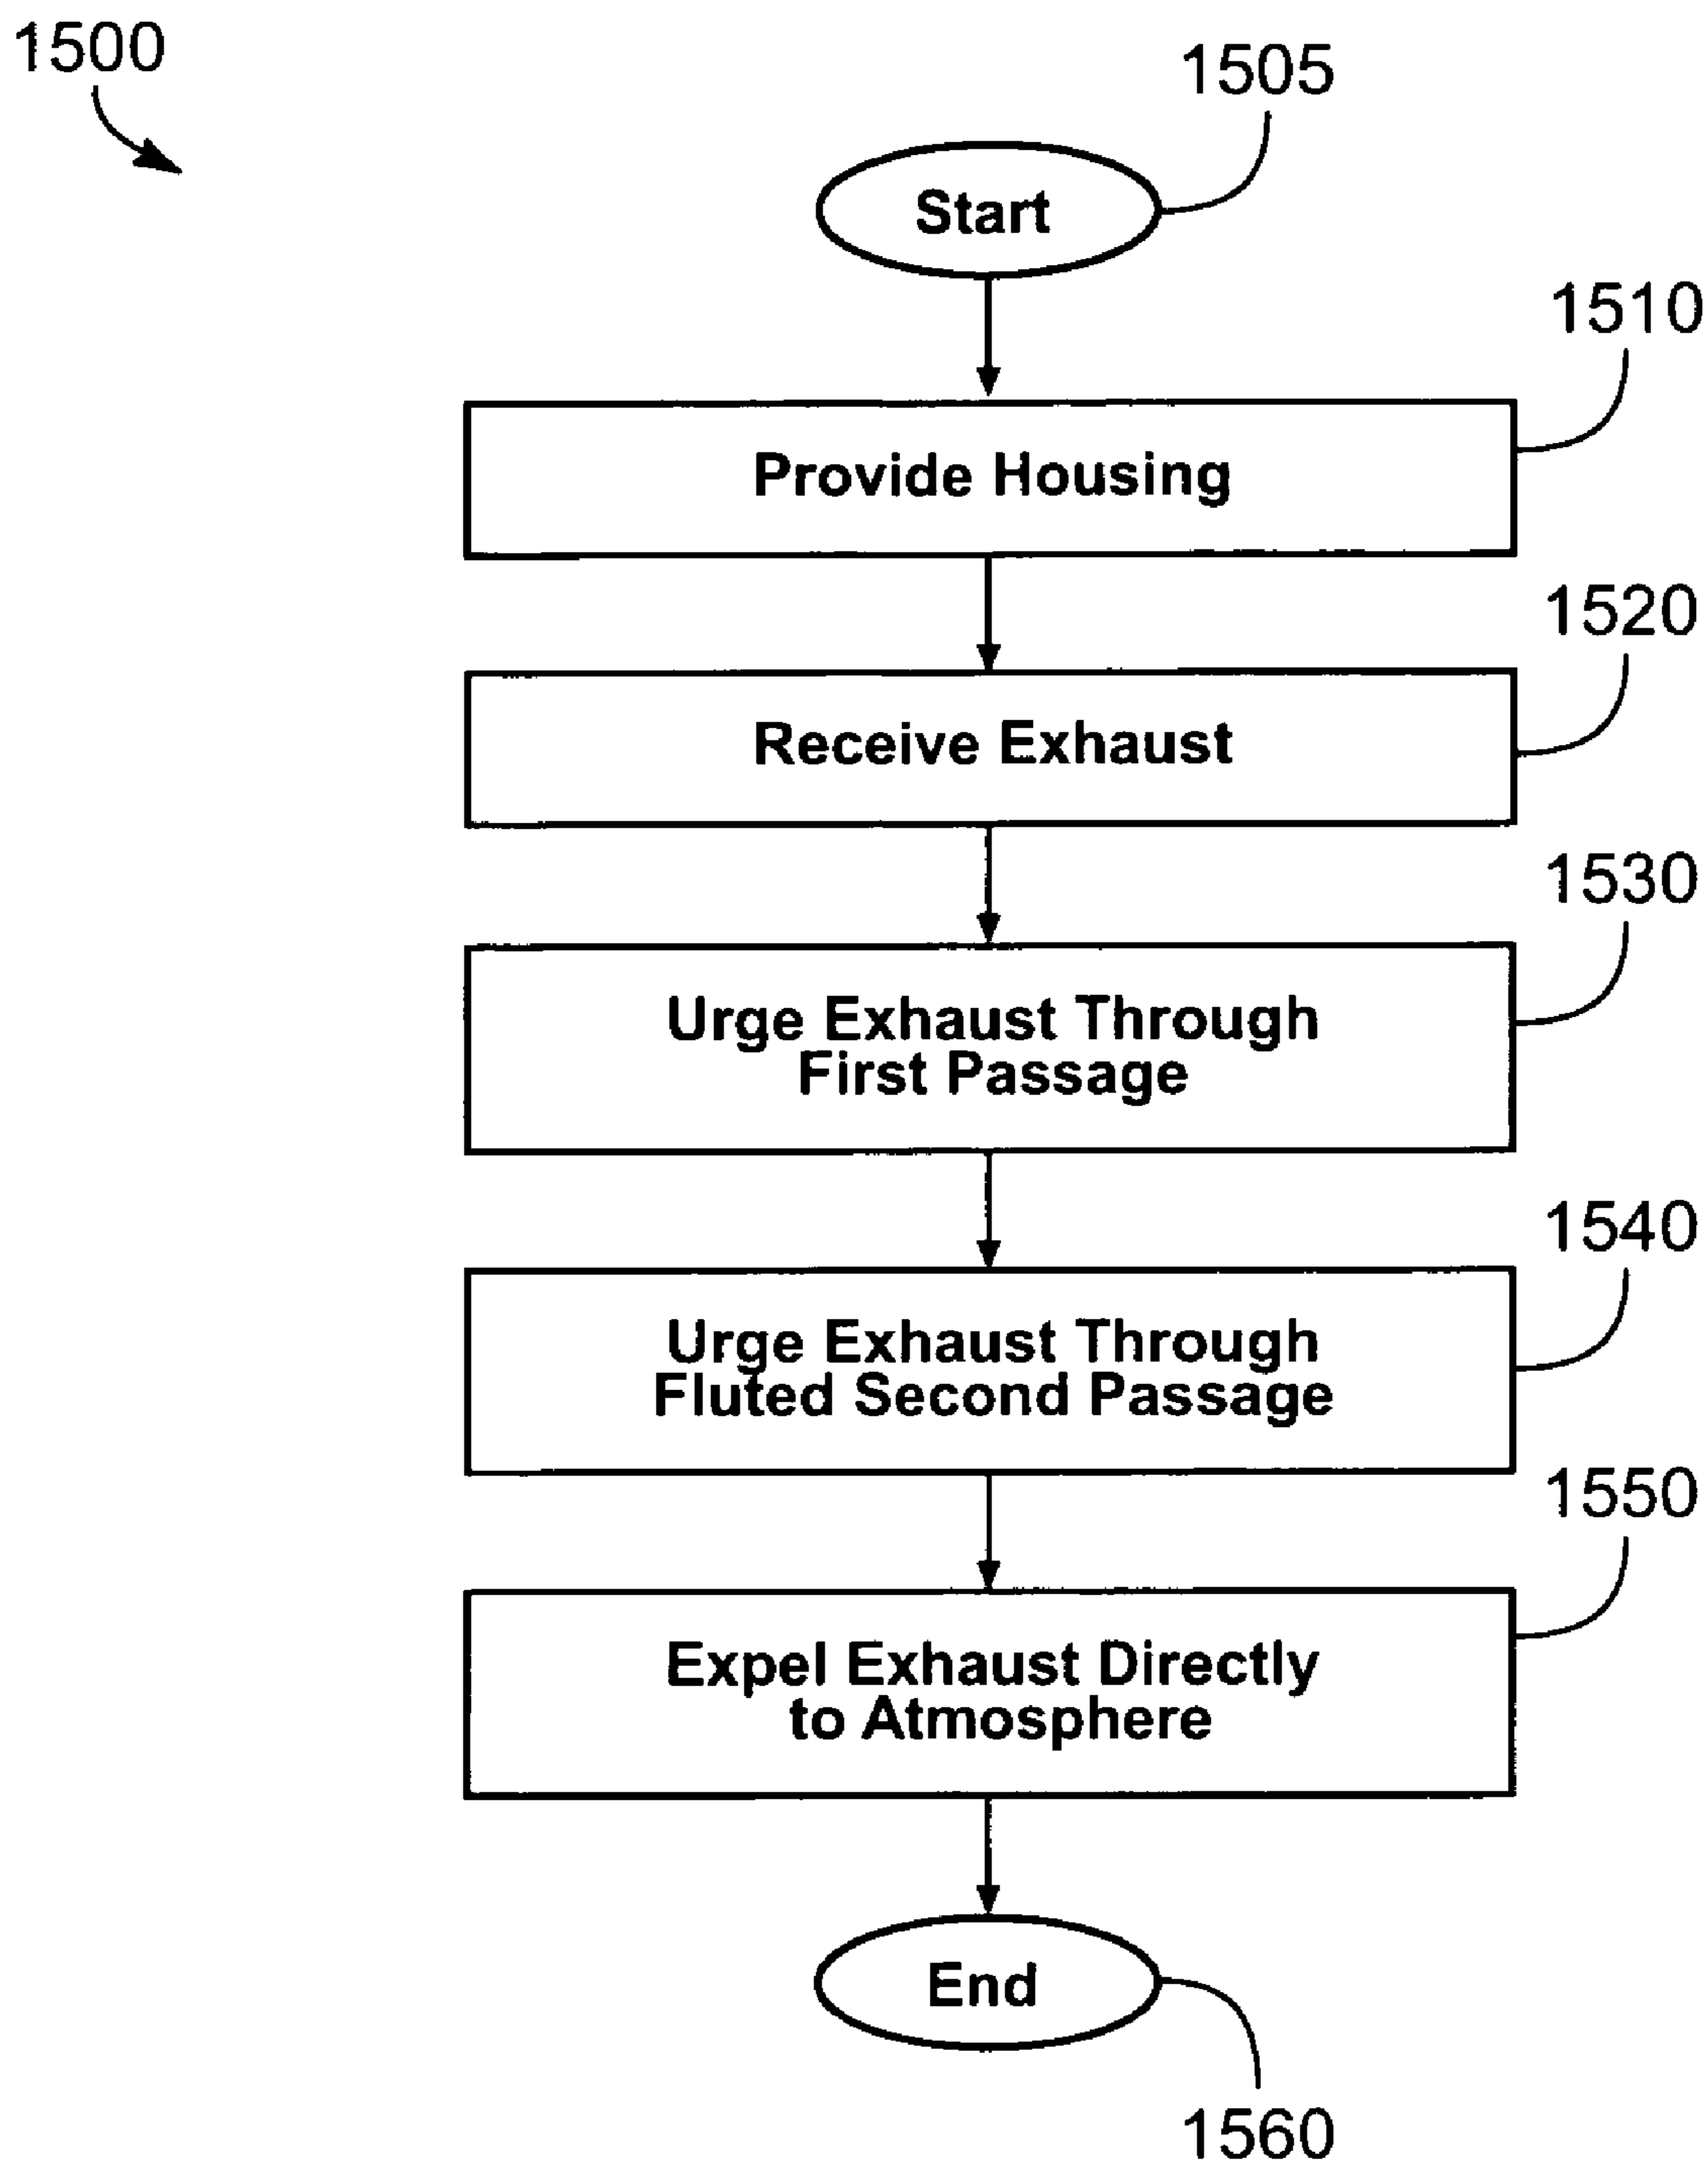 1500
1505
Start
1510
Provide Housing
1520
Receive Exhaust
1530
Urge Exhaust Through
First Passage
1540
Urge Exhaust Through
Fluted Second Passage
1550
Expel Exhaust Directly
to Atmosphere
End
1560